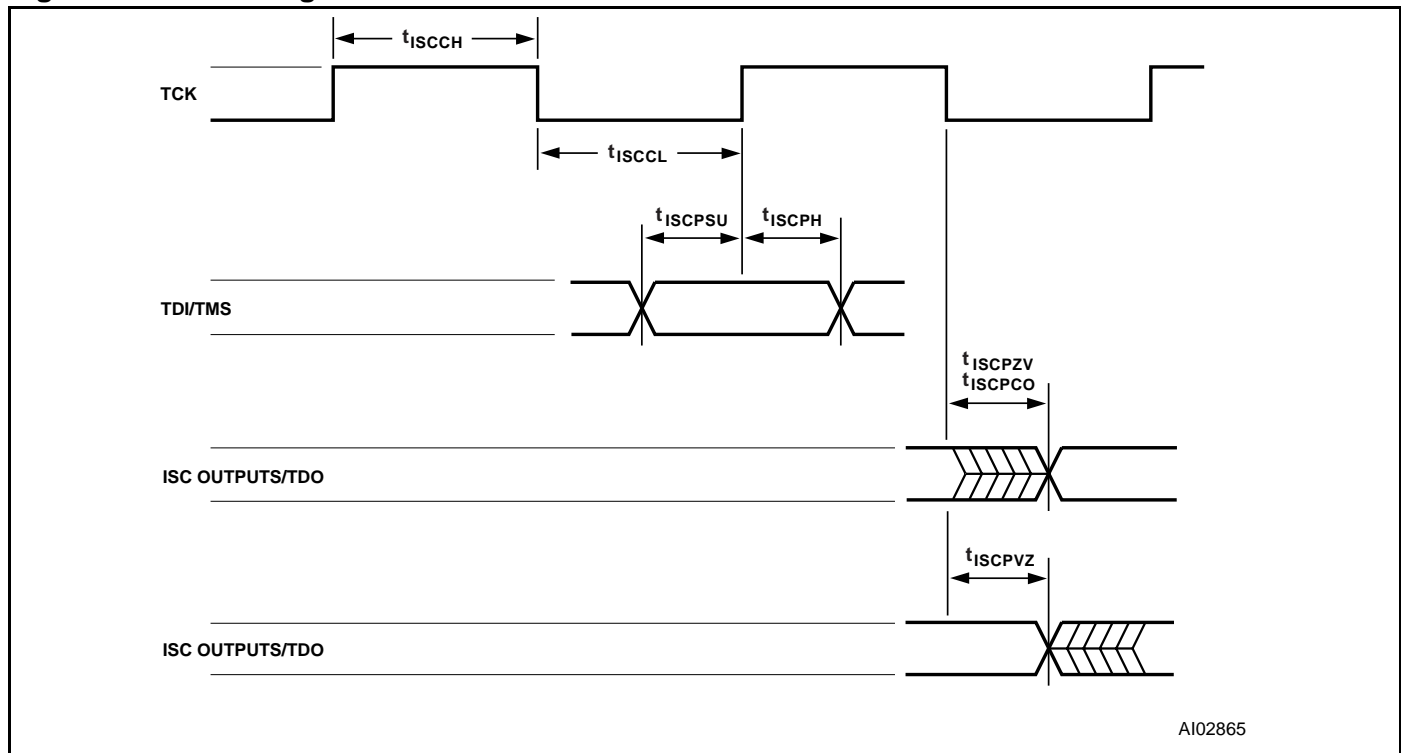 tISCCH
TCK
tISCCL
tISCPSU
tISCPH
TDI/TMS
tISCPZV
tISCPCO
ISC OUTPUTS/TDO
tISCPVZ
ISC OUTPUTS/TDO
AI02865